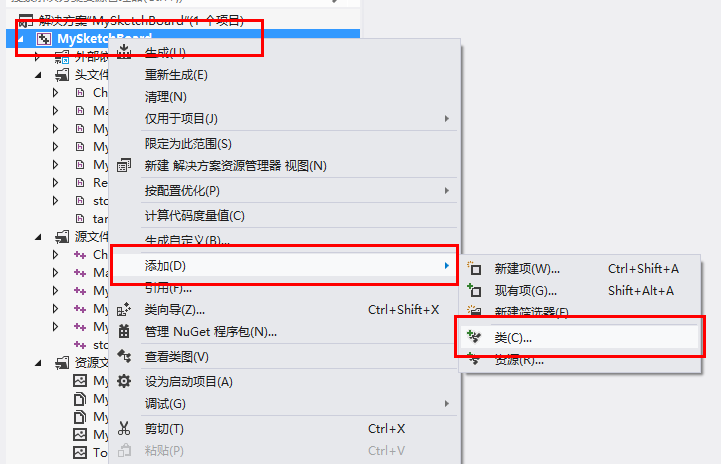 解决方案"MySketchBoard"(1 个项目)
MySketchBoard
生成(U)
外部依
重新生成(E)
头文件
清理(N)
Ch
仅用于项目(J)
Ma
My
限定为此范围(S)
My
新建 解决方案资源管理器 视图(N)
My
Re
按配置优化(P)
stc
计算代码度量值(C)
tar
生成自定义(B)...
源文件
添加(D)
新建项(W)... Ctrl+Shift+A
Ch
引用(F)...
现有项(G)... Shift+Alt+A
Ma
类向导(Z)... Ctrl+Shift+X
新建筛选器(F)
My
管理 NuGet 程序包(N)...
类(C)...
My
查看类图(V)
资源(R)...
My
stc
资源文
设为启动项目(A)
My
调试(G)
My
My
剪切(T) Ctrl+X
My
粘贴(P) Ctrl+V
To